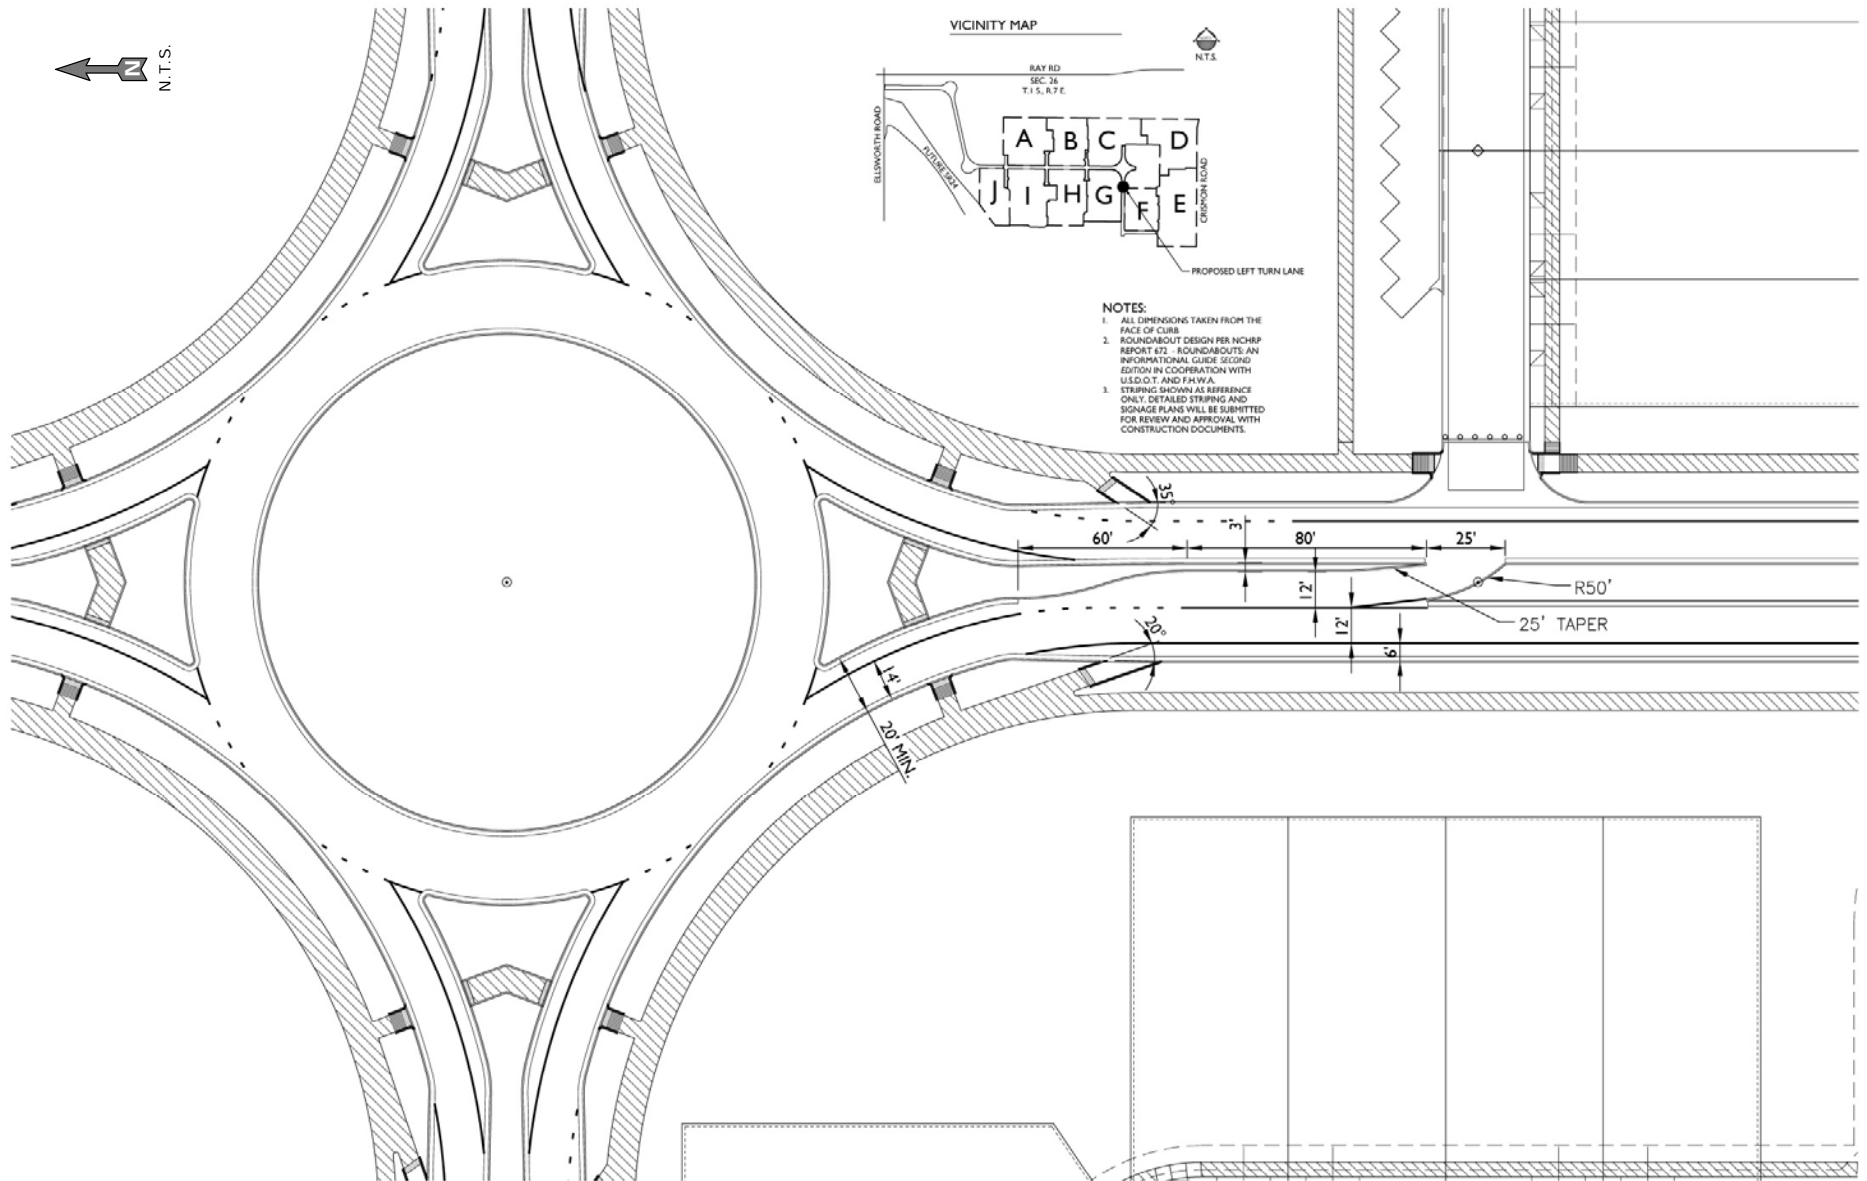 N
N.T.S.
VICINITY MAP
N.T.S.
RAY RD
SEC. 26
T.1 S., R.7 E.
ELLSWORTH ROAD
FUTURE SR24
A
B
C
D
J
I
H
G
F
E
CRISMON ROAD
PROPOSED LEFT TURN LANE
NOTES:
1. ALL DIMENSIONS TAKEN FROM THE
FACE OF CURB
2. ROUNDABOUT DESIGN PER NCHRP
REPORT 672 - ROUNDABOUTS: AN
INFORMATIONAL GUIDE SECOND
EDITION IN COOPERATION WITH
U.S.D.O.T. AND F.H.W.A.
3. STRIPING SHOWN AS REFERENCE
ONLY. DETAILED STRIPING AND
SIGNAGE PLANS WILL BE SUBMITTED
FOR REVIEW AND APPROVAL WITH
CONSTRUCTION DOCUMENTS.
35°
3'
60'
80'
25'
12'
R50'
25' TAPER
12'
20°
6'
14'
20' MIN.